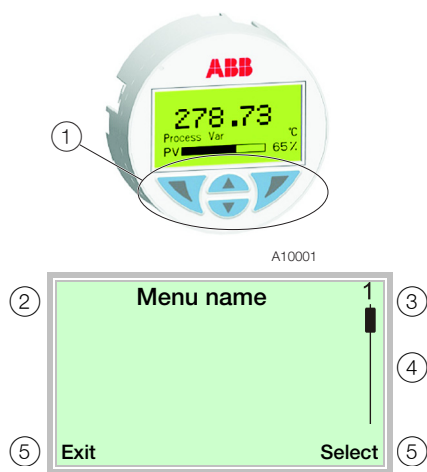 ABB
278.73
Process Var °C
PV 65%
1
A10001
2 Menu name 1 3
4
5 Exit Select 5